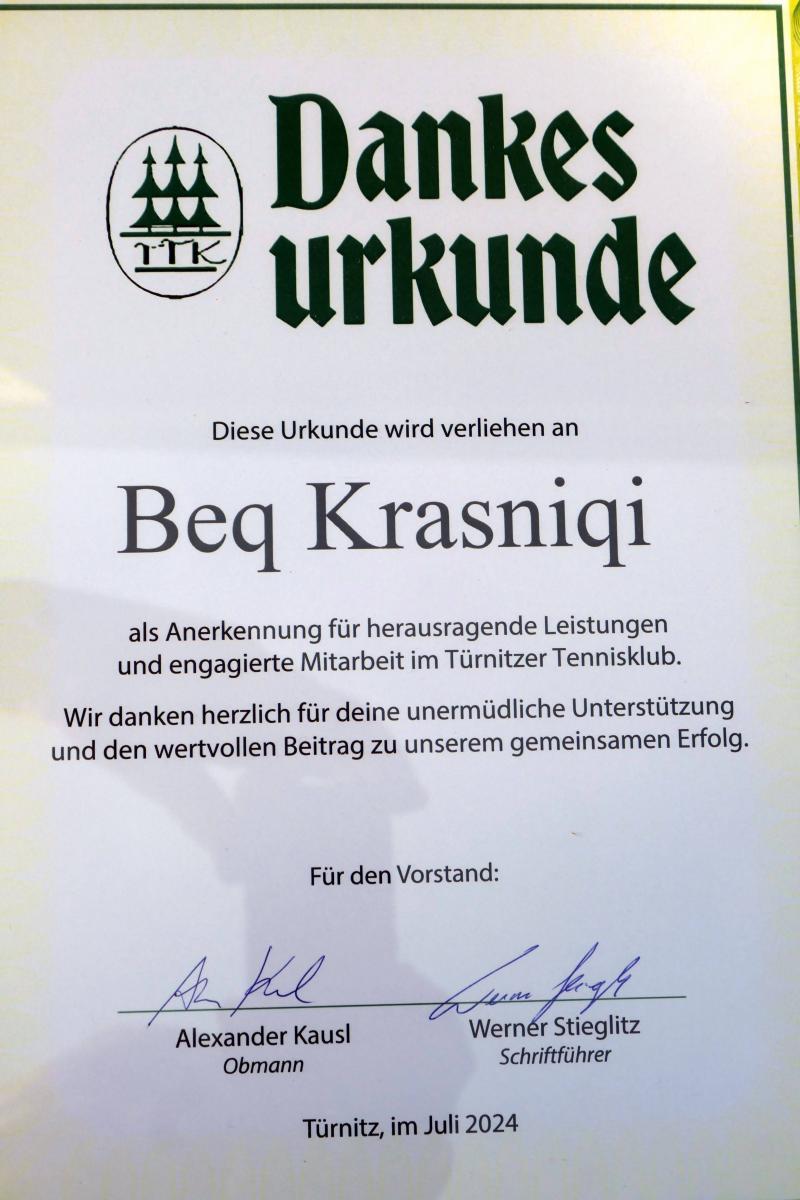 TTK
Dankes
urkunde
Diese Urkunde wird verliehen an
Beq Krasniqi
als Anerkennung für herausragende Leistungen
und engagierte Mitarbeit im Türnitzer Tennisklub.
Wir danken herzlich für deine unermüdliche Unterstützung
und den wertvollen Beitrag zu unserem gemeinsamen Erfolg.
Für den Vorstand:
Alexander Kausl
Obmann
Werner Stieglitz
Schriftführer
Türnitz, im Juli 2024